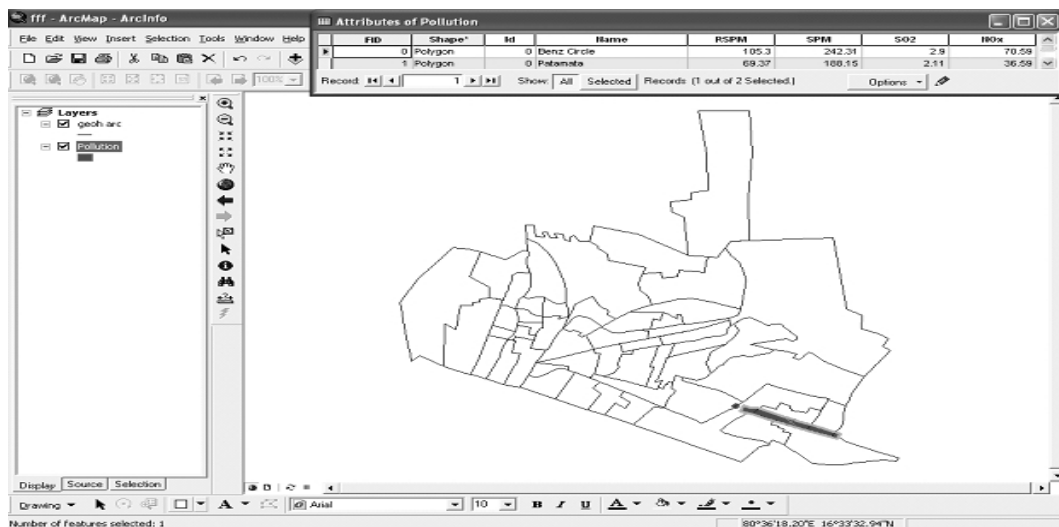 fff - ArcMap - ArcInfo
File Edit View Insert Selection Tools Window Help
100%
Layers
geoh arc
Pollution
Attributes of Pollution
FID Shape* Id Name RSPM SPM SO2 NOx
0 Polygon 0 Benz Circle 105.3 242.31 2.9 70.59
1 Polygon 0 Patamata 69.37 188.15 2.11 36.59
Record: 1 Show: All Selected Records (1 out of 2 Selected.) Options
Display Source Selection
Drawing A Arial 10 B I U A
Number of features selected: 1
80°36'18.20"E 16°33'32.94"N